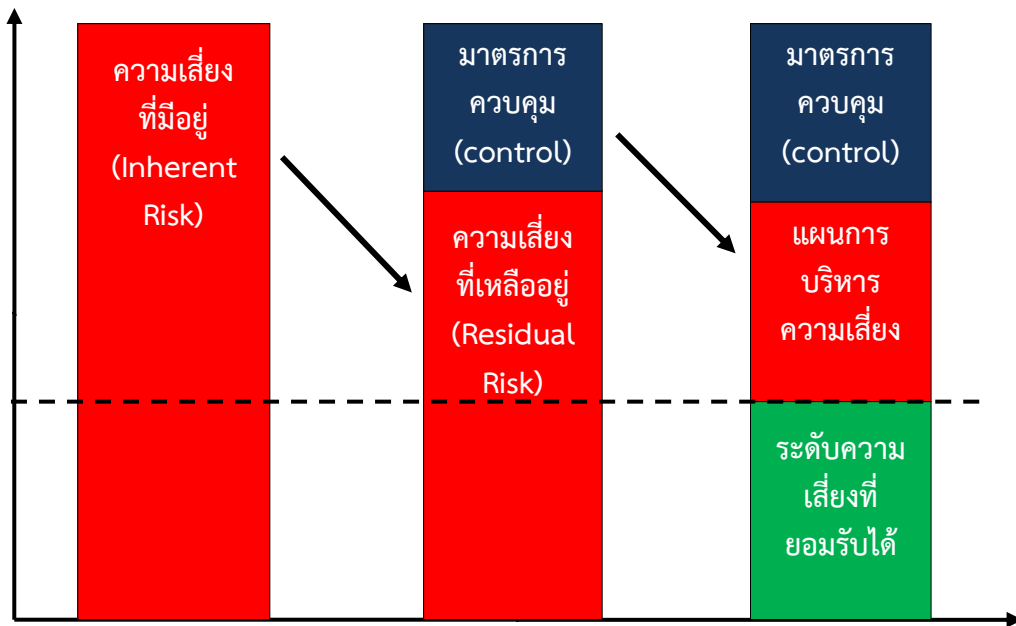 ความเสี่ยง
ที่มีอยู่
(Inherent
Risk)
มาตรการ
ควบคุม
(control)
ความเสี่ยง
ที่เหลืออยู่
(Residual
Risk)
มาตรการ
ควบคุม
(control)
แผนการ
บริหาร
ความเสี่ยง
ระดับความ
เสี่ยงที่
ยอมรับได้